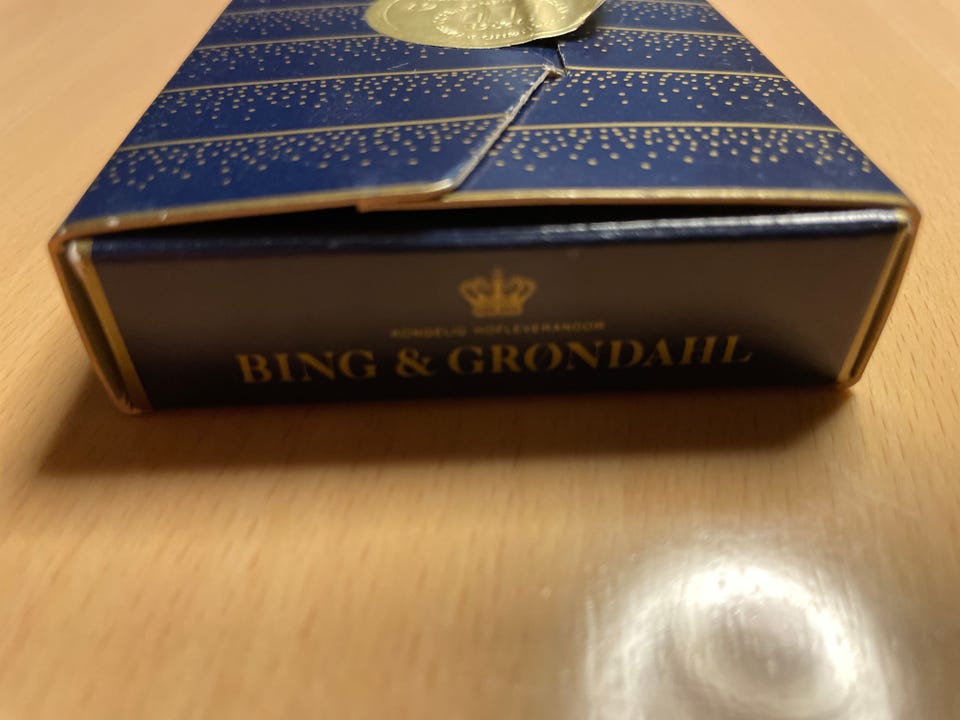 KONGELIG HOFLEVERANDØR
BING & GRØNDAHL